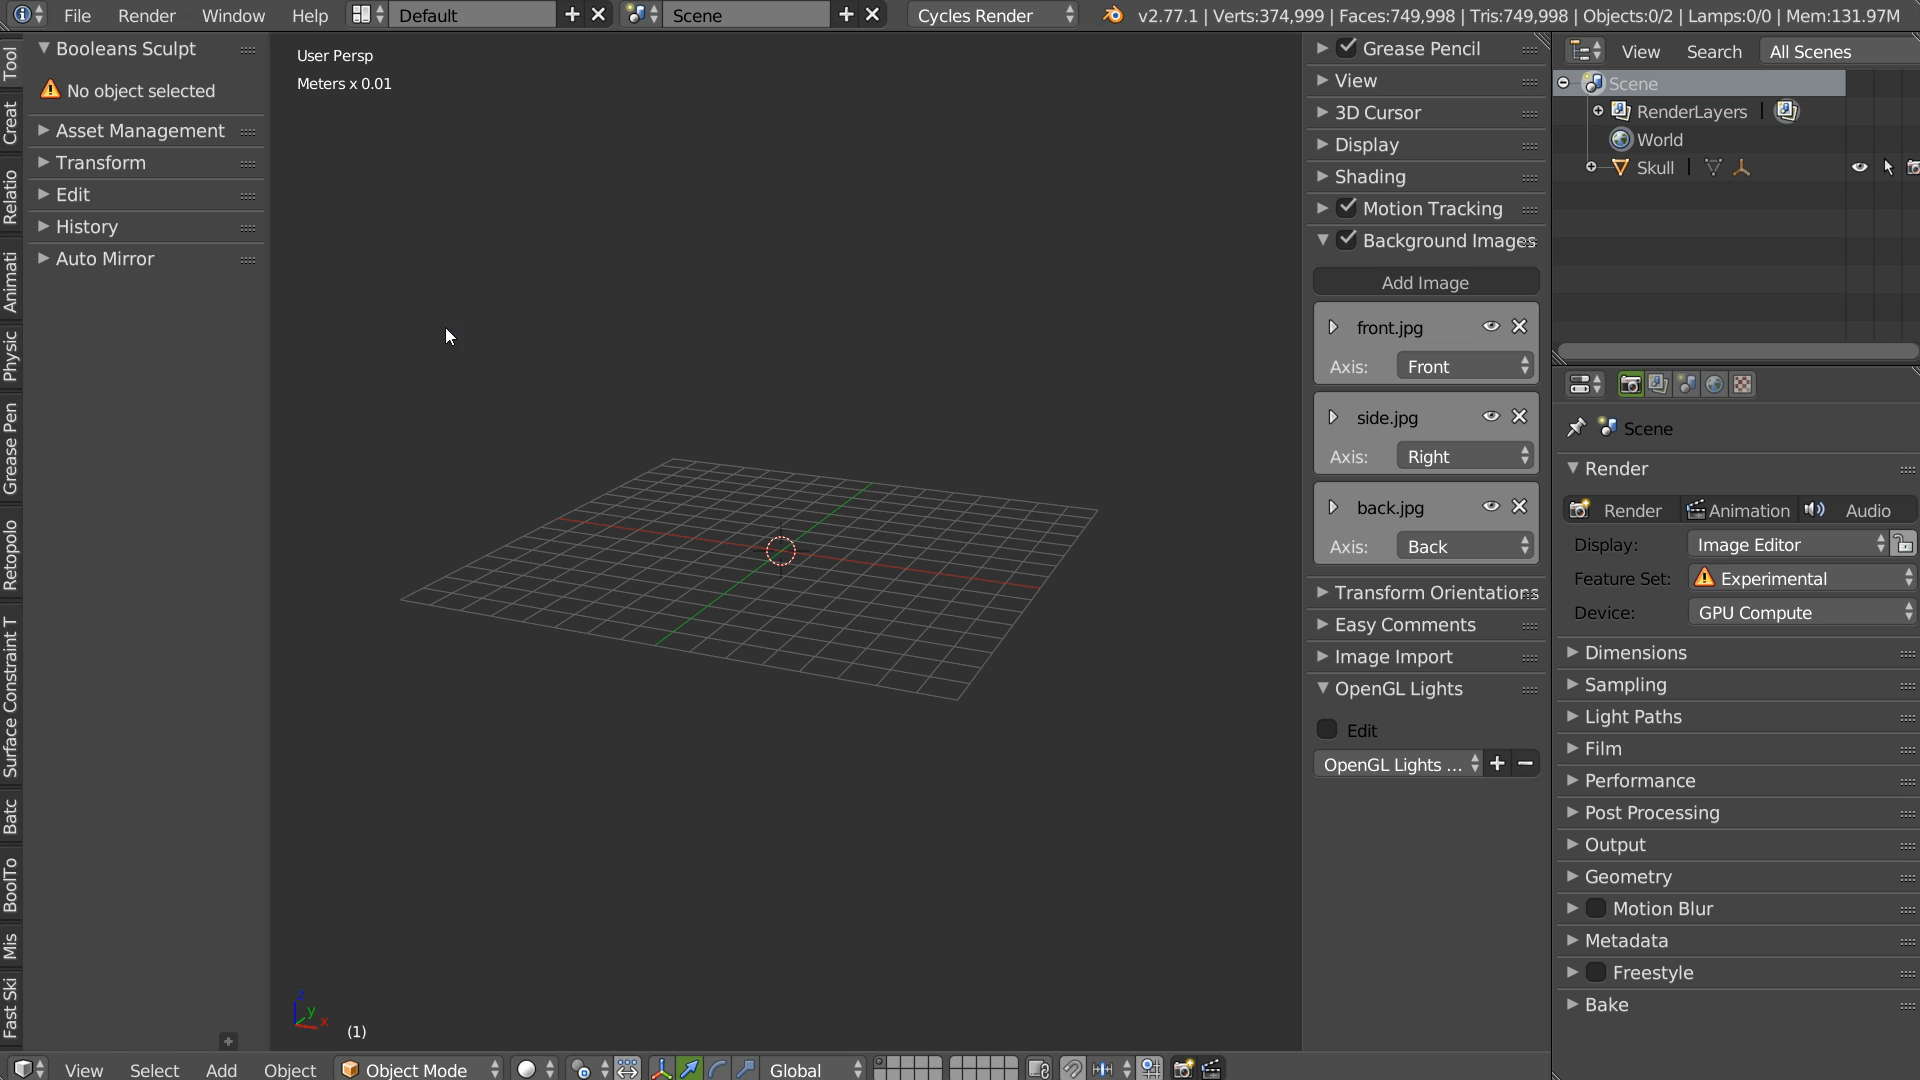 File Render Window Help Default Scene Cycles Render v2.77.1 | Verts:374,999 | Faces:749,998 | Tris:749,998 | Objects:0/2 | Lamps:0/0 | Mem:131.97M
Tool
Creat
Relatio
Animati
Physic
Grease Pen
Retopolo
Surface Constraint T
Batc
BoolTo
Mis
Fast Ski
Booleans Sculpt
No object selected
Asset Management
Transform
Edit
History
Auto Mirror
User Persp
Meters x 0.01
z
y
x
(1)
Grease Pencil
View
3D Cursor
Display
Shading
Motion Tracking
Background Images
Add Image
front.jpg
Axis: Front
side.jpg
Axis: Right
back.jpg
Axis: Back
Transform Orientations
Easy Comments
Image Import
OpenGL Lights
Edit
OpenGL Lights ...
View Search All Scenes
Scene
RenderLayers
World
Skull
Scene
Render
Render Animation Audio
Display: Image Editor
Feature Set: Experimental
Device: GPU Compute
Dimensions
Sampling
Light Paths
Film
Performance
Post Processing
Output
Geometry
Motion Blur
Metadata
Freestyle
Bake
View Select Add Object Object Mode Global